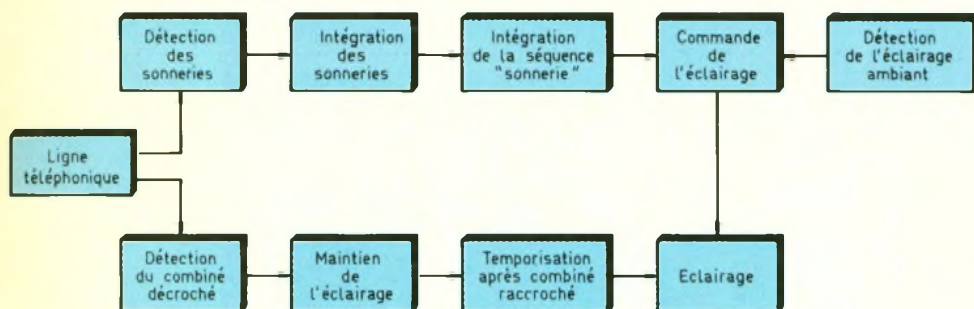 Détection
des
sonneries
Intégration
des
sonneries
Intégration
de la séquence
"sonnerie"
Commande
de
l'éclairage
Détection
de l'éclairage
ambiant
Ligne
téléphonique
Détection
du combiné
décroché
Maintien
de
l'éclairage
Temporisation
après combiné
raccroché
Eclairage